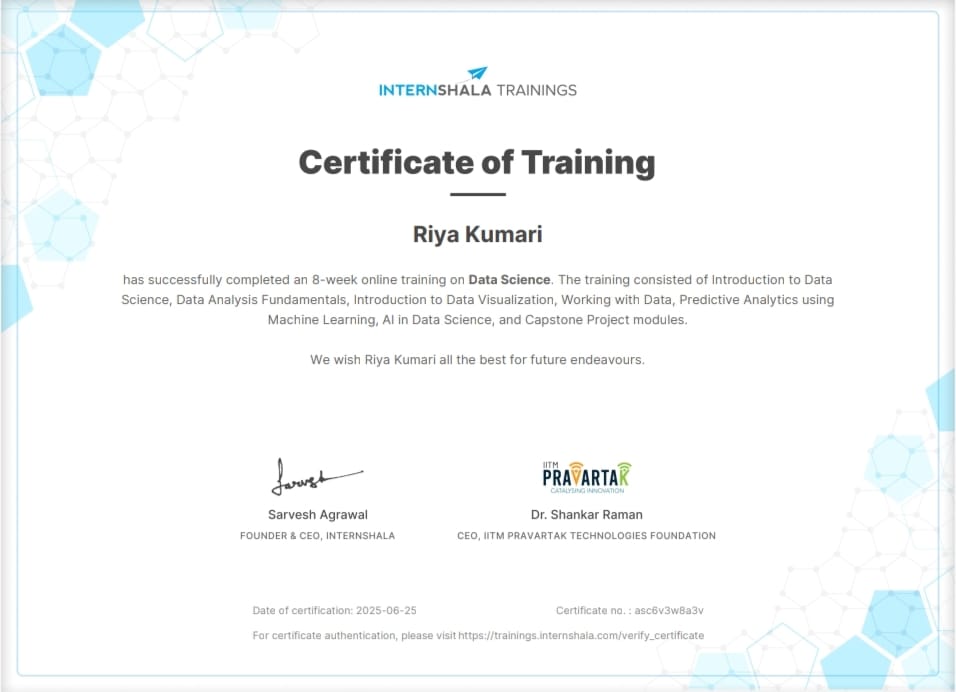 INTERNSHALA TRAININGS
Certificate of Training
Riya Kumari
has successfully completed an 8-week online training on Data Science. The training consisted of Introduction to Data
Science, Data Analysis Fundamentals, Introduction to Data Visualization, Working with Data, Predictive Analytics using
Machine Learning, AI in Data Science, and Capstone Project modules.
We wish Riya Kumari all the best for future endeavours.
Sarvesh
IITM
PRAVARTAK
CATALYSING INNOVATION
Sarvesh Agrawal
Dr. Shankar Raman
FOUNDER & CEO, INTERNSHALA
CEO, IITM PRAVARTAK TECHNOLOGIES FOUNDATION
Date of certification: 2025-06-25
Certificate no. : asc6v3w8a3v
For certificate authentication, please visit https://trainings.internshala.com/verify_certificate